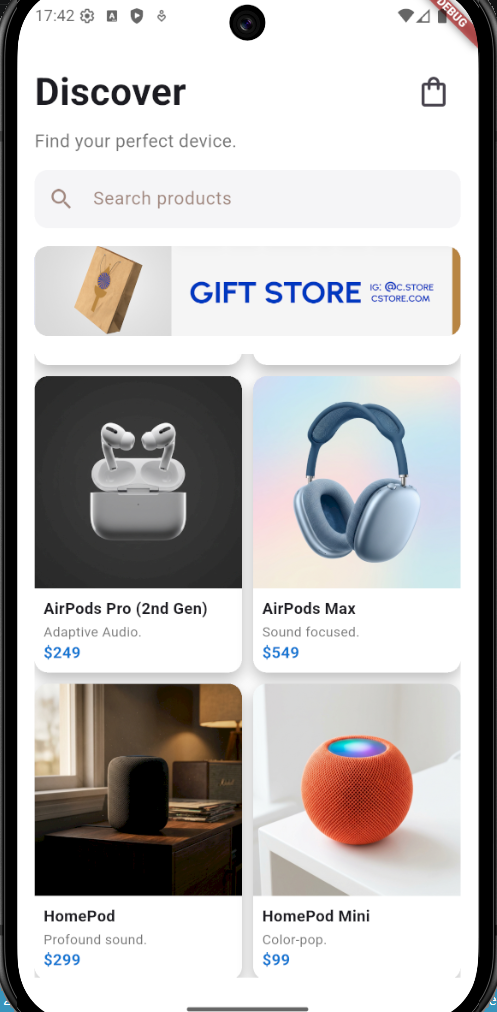 17:42
DEBUG
Discover
Find your perfect device.
Search products
GIFT STORE
IG: @C.STORE
CSTORE.COM
AirPods Pro (2nd Gen)
Adaptive Audio.
$249
AirPods Max
Sound focused.
$549
HomePod
Profound sound.
$299
HomePod Mini
Color-pop.
$99